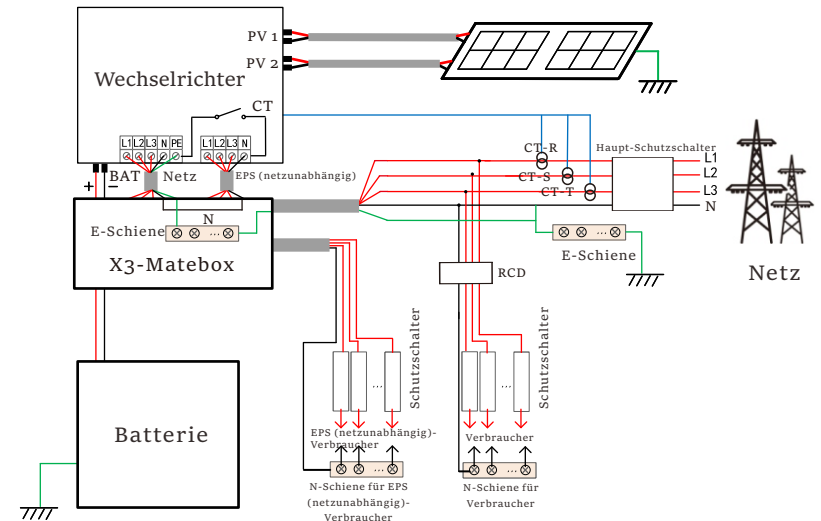 PV 1
PV 2
Wechselrichter
CT
L1 L2 L3 N PE
L1 L2 L3 N
BAT
Netz
EPS (netzunabhängig)
+
−
N
E-Schiene
...
X3-Matebox
CT-R
CT-S
CT-T
Haupt-Schutzschalter
L1
L2
L3
N
...
E-Schiene
Netz
RCD
Batterie
...
Schutzschalter
EPS (netzunabhängig)-
Verbraucher
...
N-Schiene für EPS
(netzunabhängig)-
Verbraucher
...
Schutzschalter
Verbraucher
...
N-Schiene für
Verbraucher